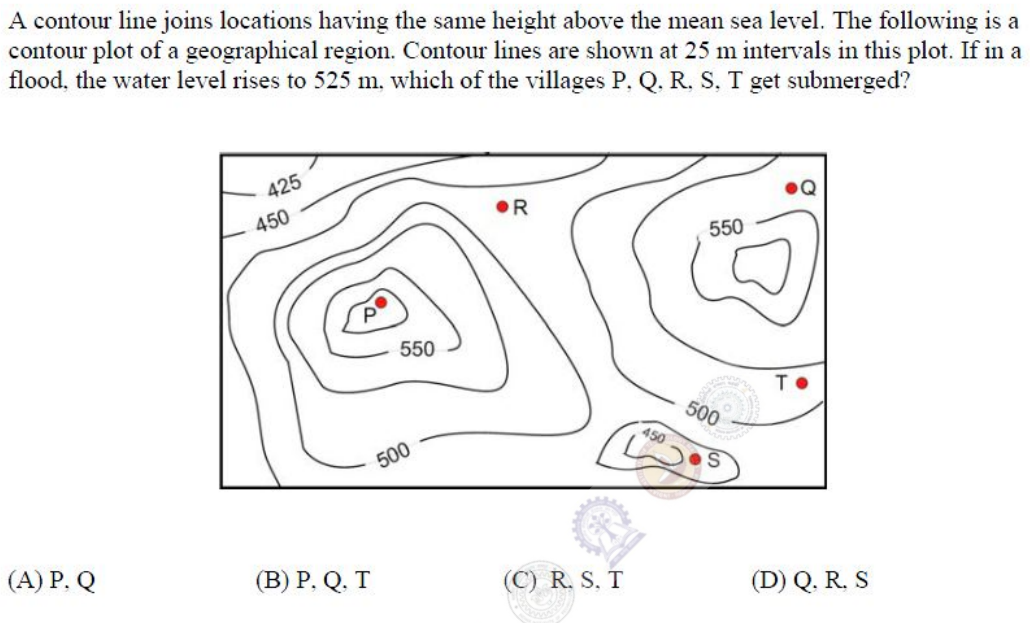 A contour line joins locations having the same height above the mean sea level. The following is a
contour plot of a geographical region. Contour lines are shown at 25 m intervals in this plot. If in a
flood, the water level rises to 525 m, which of the villages P, Q, R, S, T get submerged?
425
Q
R
450
550
P
550
T
500
450
500
S
(A) P, Q (B) P, Q, T (C) R, S, T (D) Q, R, S